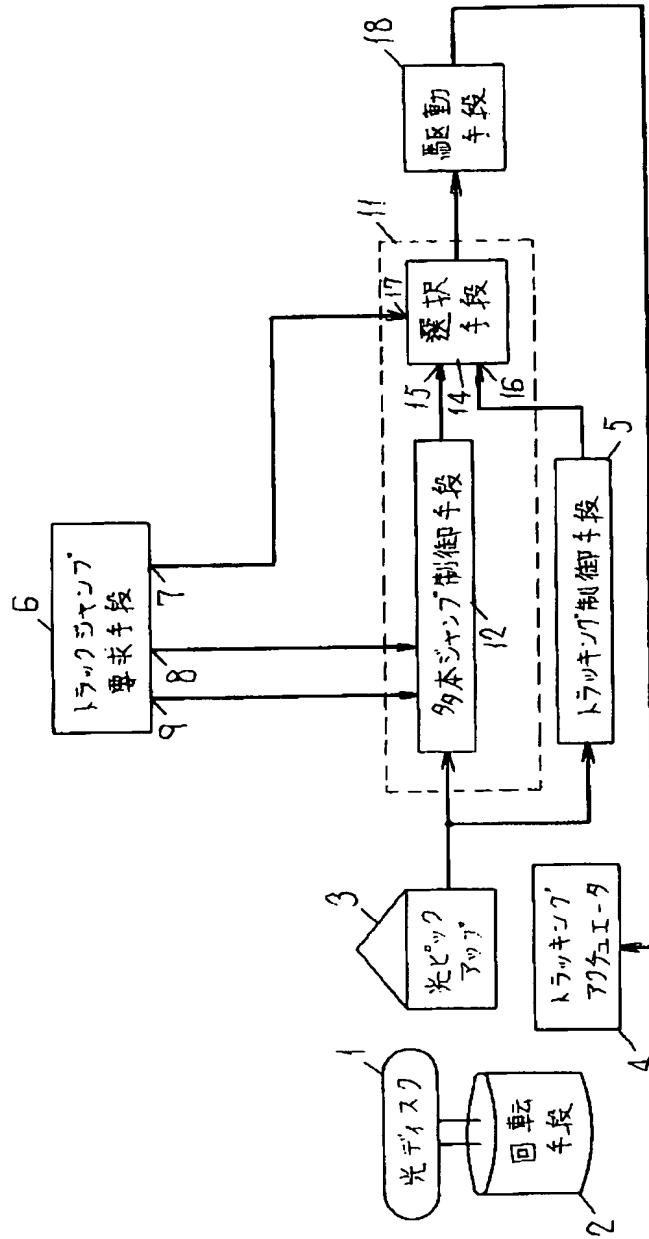 6
トラックジャンプ
要求手段
9
8
7
11
18
駆動
手段
17
選択
手段
15
14
16
多本ジャンプ制御手段
12
5
トラッキング制御手段
3
光ピック
アップ
トラッキング
アクチュエータ
4
1
光ディスク
回転
手段
2